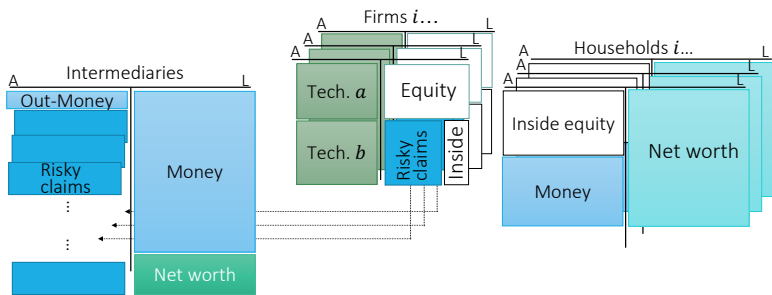 Firms i...
Households i...
A L
A L
A L
A Intermediaries L
A L
A L
A L
Out-Money
Risky
claims
...
...
Money
Net worth
Tech. a
Tech. b
Equity
Risky
claims
Inside
Inside equity
Money
Net worth